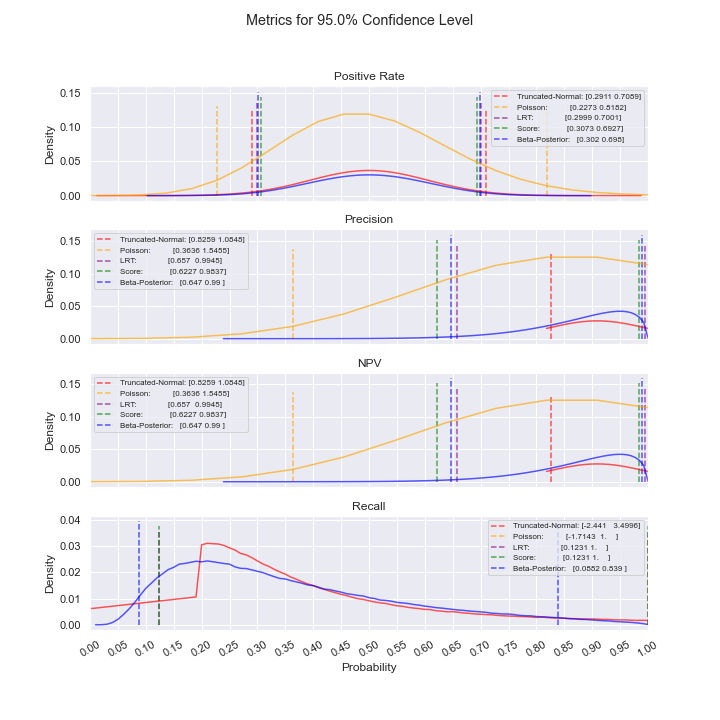 Metrics for 95.0% Confidence Level
Positive Rate
Density
0.15
0.10
0.05
0.00
Truncated-Normal: [0.2911 0.7089]
Poisson: [0.2273 0.8182]
LRT: [0.2999 0.7001]
Score: [0.3073 0.6927]
Beta-Posterior: [0.302 0.698]
Precision
Density
0.15
0.10
0.05
0.00
Truncated-Normal: [0.8259 1.0548]
Poisson: [0.3636 1.5455]
LRT: [0.657 0.9945]
Score: [0.6227 0.9837]
Beta-Posterior: [0.647 0.99 ]
NPV
Density
0.15
0.10
0.05
0.00
Truncated-Normal: [0.8259 1.0548]
Poisson: [0.3636 1.5455]
LRT: [0.657 0.9945]
Score: [0.6227 0.9837]
Beta-Posterior: [0.647 0.99 ]
Recall
Density
0.04
0.03
0.02
0.01
0.00
Truncated-Normal: [-2.441 3.4996]
Poisson: [-1.7143 1. ]
LRT: [0.1231 1. ]
Score: [0.1231 1. ]
Beta-Posterior: [0.0852 0.839 ]
0.00 0.05 0.10 0.15 0.20 0.25 0.30 0.35 0.40 0.45 0.50 0.55 0.60 0.65 0.70 0.75 0.80 0.85 0.90 0.95 1.00
Probability